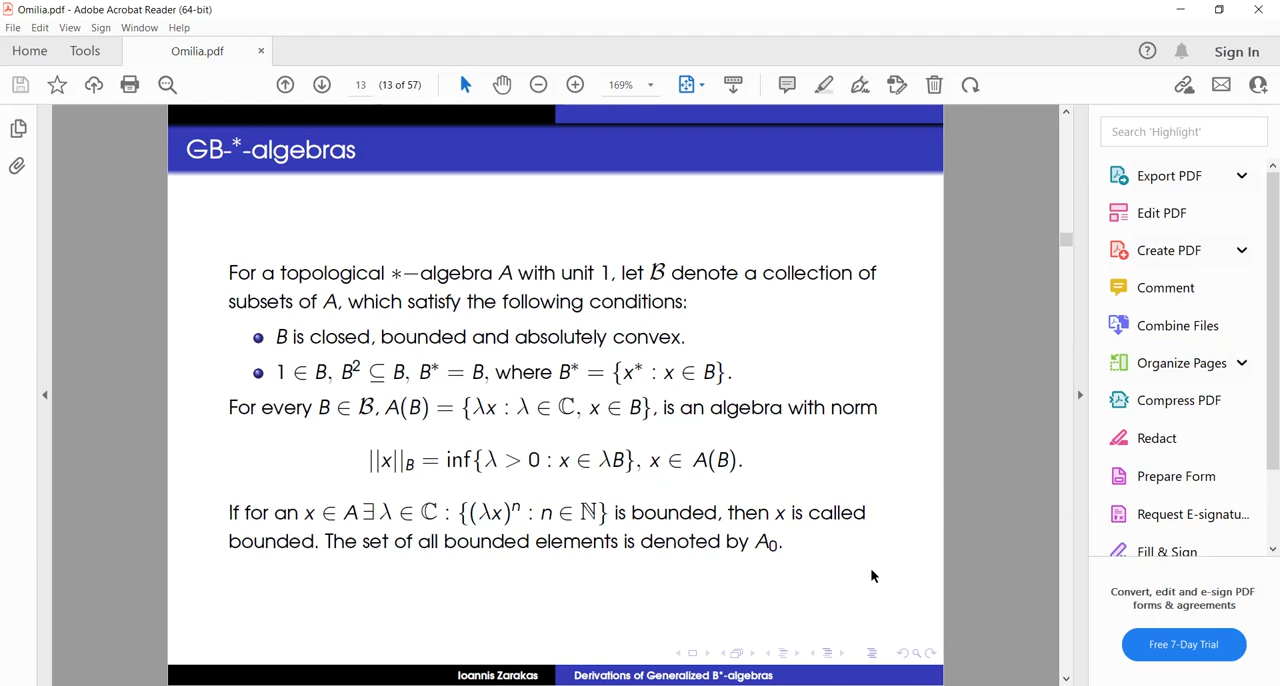 Omilia.pdf - Adobe Acrobat Reader (64-bit)
File Edit View Sign Window Help
Home Tools Omilia.pdf × Sign In
13 (13 of 57) 169%
GB-*-algebras
For a topological ∗−algebra A with unit 1, let ℬ denote a collection of
subsets of A, which satisfy the following conditions:
B is closed, bounded and absolutely convex.
1 ∈ B, B² ⊆ B, B* = B, where B* = {x* : x ∈ B}.
For every B ∈ ℬ, A(B) = {λx : λ ∈ ℂ, x ∈ B}, is an algebra with norm
||x||_B = inf{λ > 0 : x ∈ λB}, x ∈ A(B).
If for an x ∈ A ∃ λ ∈ ℂ : {(λx)ⁿ : n ∈ ℕ} is bounded, then x is called
bounded. The set of all bounded elements is denoted by A₀.
Ioannis Zarakas Derivations of Generalized B*-algebras
Search 'Highlight'
Export PDF
Edit PDF
Create PDF
Comment
Combine Files
Organize Pages
Compress PDF
Redact
Prepare Form
Request E-signatu...
Fill & Sign
Convert, edit and e-sign PDF
forms & agreements
Free 7-Day Trial